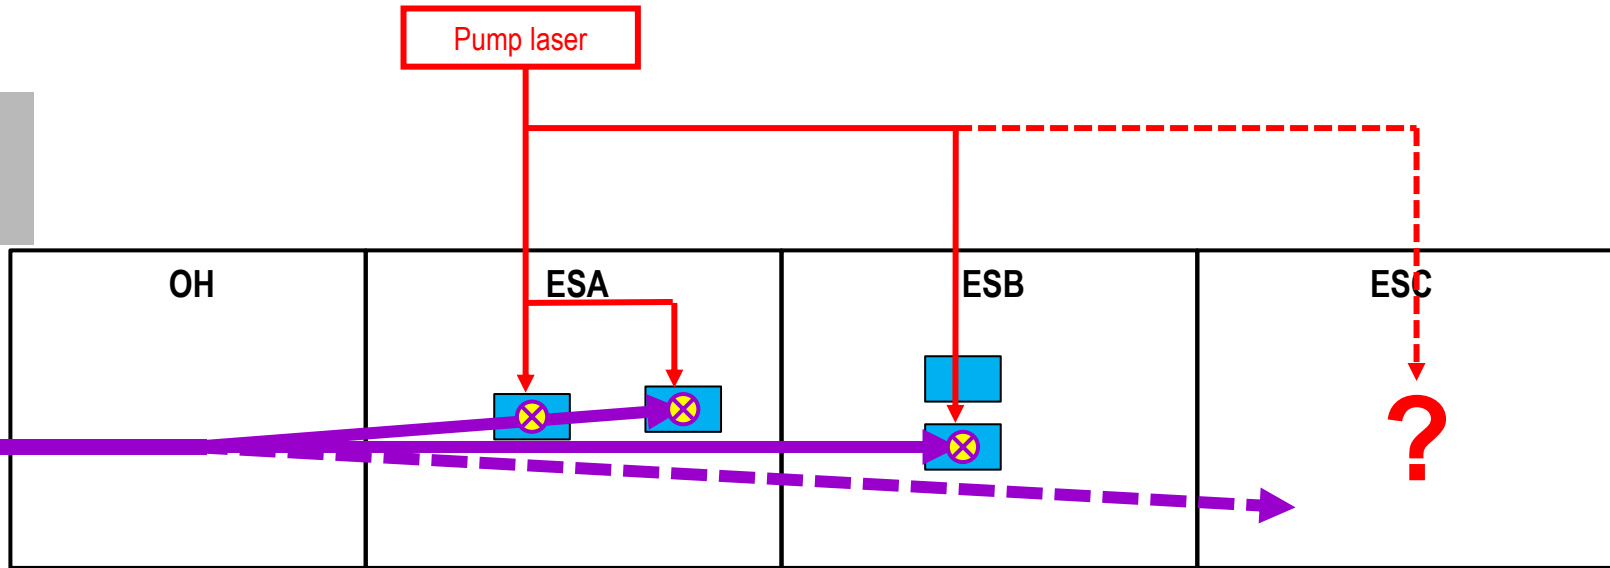 Pump laser
OH
ESA
ESB
ESC
?